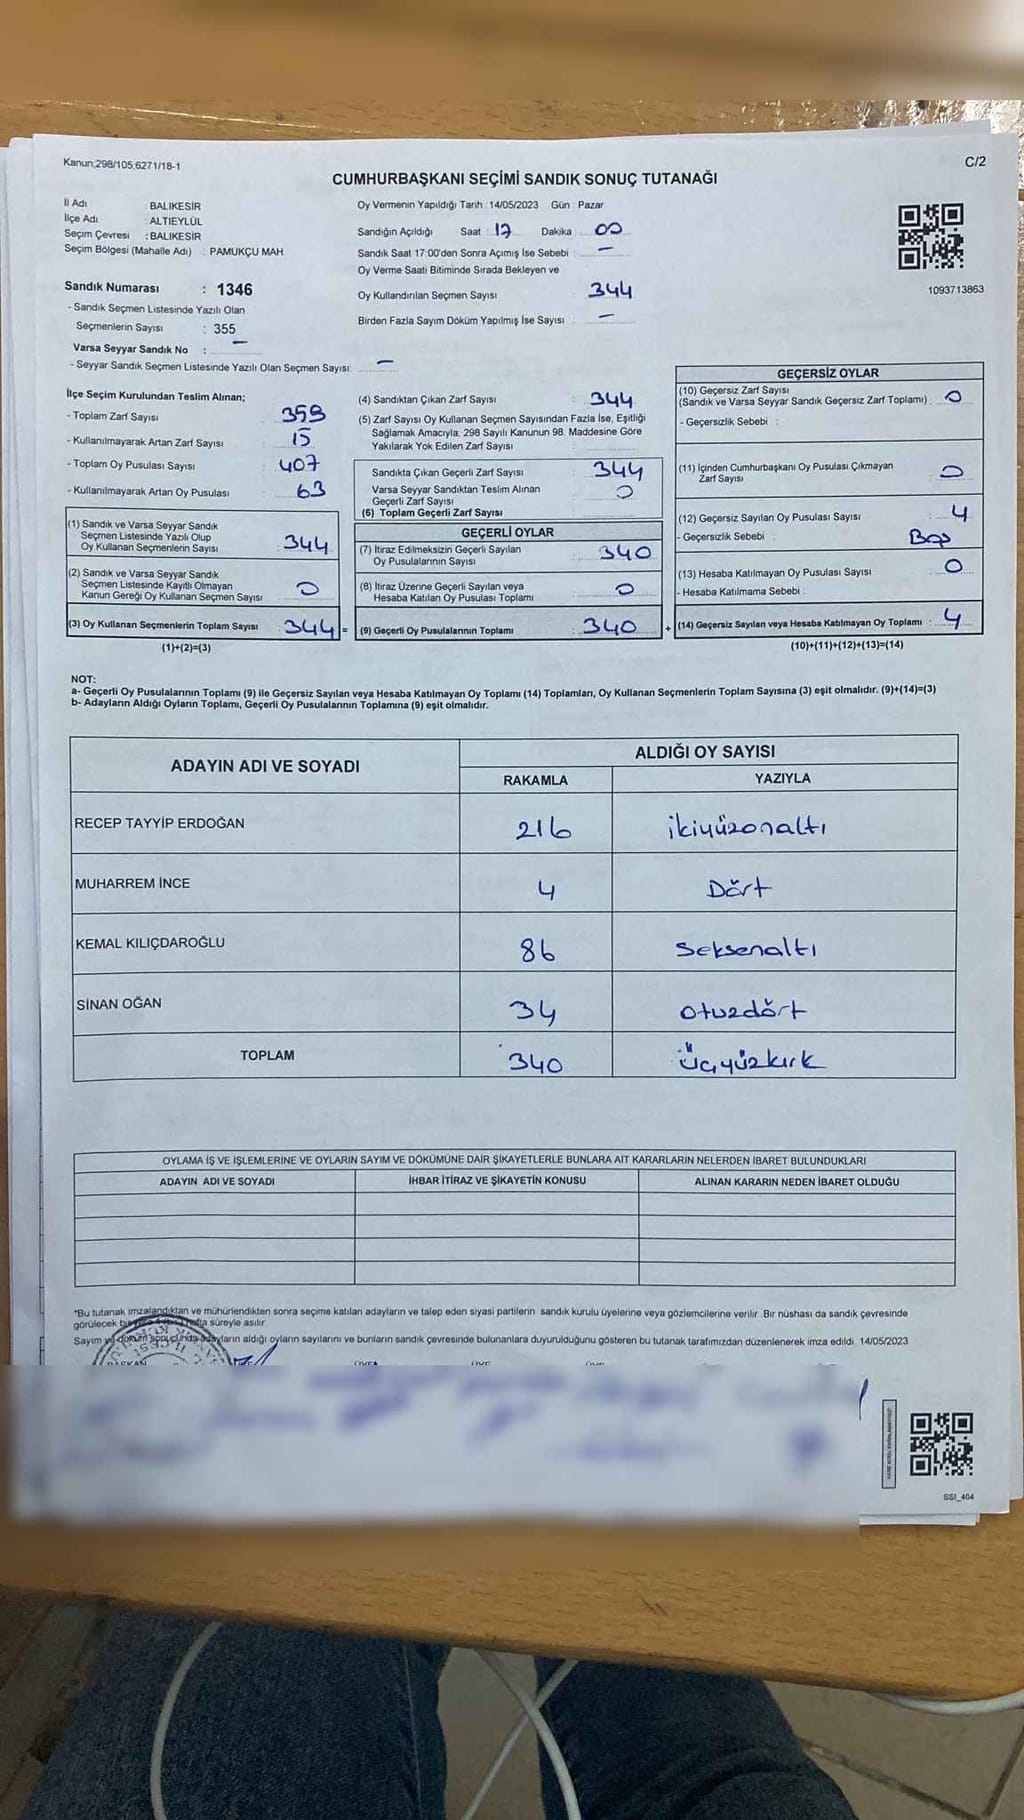 Kanun;298/105;6271/18-1
C/2
CUMHURBAŞKANI SEÇİMİ SANDIK SONUÇ TUTANAĞI
İl Adı : BALIKESİR
İlçe Adı : ALTIEYLÜL
Seçim Çevresi : BALIKESİR
Seçim Bölgesi (Mahalle Adı) : PAMUKÇU MAH
Sandık Numarası : 1346
- Sandık Seçmen Listesinde Yazılı Olan
Seçmenlerin Sayısı : 355
Varsa Seyyar Sandık No : -
- Seyyar Sandık Seçmen Listesinde Yazılı Olan Seçmen Sayısı: -
Oy Vermenin Yapıldığı Tarih : 14/05/2023 Gün : Pazar
Sandığın Açıldığı Saat : 17 Dakika : 00
Sandık Saat 17:00'den Sonra Açımış İse Sebebi : -
Oy Verme Saati Bitiminde Sırada Bekleyen ve
Oy Kullandırılan Seçmen Sayısı : 344
Birden Fazla Sayım Döküm Yapılmış İse Sayısı : -
1093713863
İlçe Seçim Kurulundan Teslim Alınan;
- Toplam Zarf Sayısı : 359
- Kullanılmayarak Artan Zarf Sayısı : 15
- Toplam Oy Pusulası Sayısı : 407
- Kullanılmayarak Artan Oy Pusulası : 63
(1) Sandık ve Varsa Seyyar Sandık
Seçmen Listesinde Yazılı Olup
Oy Kullanan Seçmenlerin Sayısı : 344
(2) Sandık ve Varsa Seyyar Sandık
Seçmen Listesinde Kayıtlı Olmayan
Kanun Gereği Oy Kullanan Seçmen Sayısı : 0
(3) Oy Kullanan Seçmenlerin Toplam Sayısı : 344 =
(1)+(2)=(3)
(4) Sandıktan Çıkan Zarf Sayısı : 344
(5) Zarf Sayısı Oy Kullanan Seçmen Sayısından Fazla İse, Eşitliği
Sağlamak Amacıyla; 298 Sayılı Kanunun 98. Maddesine Göre
Yakılarak Yok Edilen Zarf Sayısı :
Sandıkta Çıkan Geçerli Zarf Sayısı : 344
Varsa Seyyar Sandıktan Teslim Alınan
Geçerli Zarf Sayısı : 0
(6) Toplam Geçerli Zarf Sayısı
GEÇERLİ OYLAR
(7) İtiraz Edilmeksizin Geçerli Sayılan
Oy Pusulalarının Sayısı : 340
(8) İtiraz Üzerine Geçerli Sayılan veya
Hesaba Katılan Oy Pusulası Toplamı : 0
(9) Geçerli Oy Pusulalarının Toplamı : 340 +
GEÇERSİZ OYLAR
(10) Geçersiz Zarf Sayısı
(Sandık ve Varsa Seyyar Sandık Geçersiz Zarf Toplamı) : 0
- Geçersizlik Sebebi :
(11) İçinden Cumhurbaşkanı Oy Pusulası Çıkmayan
Zarf Sayısı : 0
(12) Geçersiz Sayılan Oy Pusulası Sayısı : 4
- Geçersizlik Sebebi : Boş
(13) Hesaba Katılmayan Oy Pusulası Sayısı : 0
- Hesaba Katılmama Sebebi :
(14) Geçersiz Sayılan veya Hesaba Katılmayan Oy Toplamı : 4
(10)+(11)+(12)+(13)=(14)
NOT:
a- Geçerli Oy Pusulalarının Toplamı (9) ile Geçersiz Sayılan veya Hesaba Katılmayan Oy Toplamı (14) Toplamları, Oy Kullanan Seçmenlerin Toplam Sayısına (3) eşit olmalıdır. (9)+(14)=(3)
b- Adayların Aldığı Oyların Toplamı, Geçerli Oy Pusulalarının Toplamına (9) eşit olmalıdır.
ADAYIN ADI VE SOYADI
ALDIĞI OY SAYISI
RAKAMLA YAZIYLA
RECEP TAYYİP ERDOĞAN 216 ikiyüzonaltı
MUHARREM İNCE 4 Dört
KEMAL KILIÇDAROĞLU 86 Seksenaltı
SİNAN OĞAN 34 otuzdört
TOPLAM 340 Üçyüzkırk
OYLAMA İŞ VE İŞLEMLERİNE VE OYLARIN SAYIM VE DÖKÜMÜNE DAİR ŞİKAYETLERLE BUNLARA AİT KARARLARIN NELERDEN İBARET BULUNDUKLARI
ADAYIN ADI VE SOYADI İHBAR İTİRAZ VE ŞİKAYETİN KONUSU ALINAN KARARIN NEDEN İBARET OLDUĞU
*Bu tutanak imzalandıktan ve mühürlendikten sonra seçime katılan adayların ve talep eden siyasi partilerin sandık kurulu üyelerine veya gözlemcilerine verilir. Bir nüshası da sandık çevresinde
görülecek bir süreyle asılır.
Sayım ve döküm sonucunda adayların aldığı oyların sayılarını ve bunların sandık çevresinde bulunanlara duyurulduğunu gösteren bu tutanak tarafımızdan düzenlenerek imza edildi. 14/05/2023
SSI_404